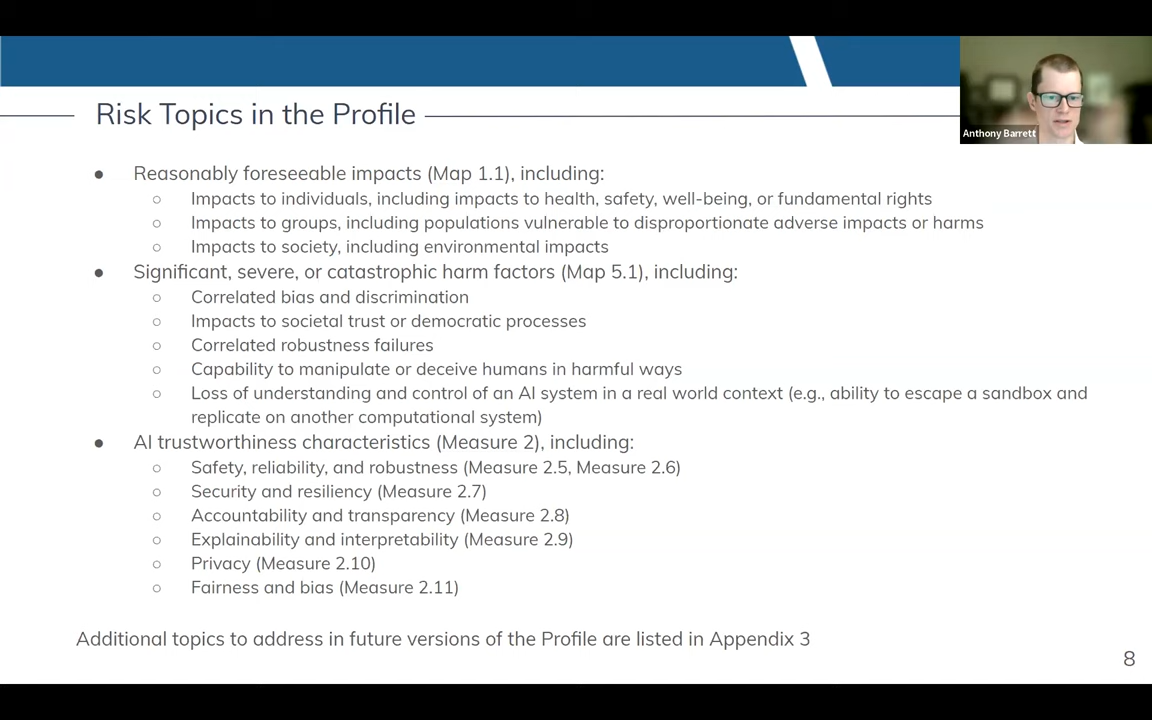 Risk Topics in the Profile
Anthony Barrett
● Reasonably foreseeable impacts (Map 1.1), including:
○ Impacts to individuals, including impacts to health, safety, well-being, or fundamental rights
○ Impacts to groups, including populations vulnerable to disproportionate adverse impacts or harms
○ Impacts to society, including environmental impacts
● Significant, severe, or catastrophic harm factors (Map 5.1), including:
○ Correlated bias and discrimination
○ Impacts to societal trust or democratic processes
○ Correlated robustness failures
○ Capability to manipulate or deceive humans in harmful ways
○ Loss of understanding and control of an AI system in a real world context (e.g., ability to escape a sandbox and
replicate on another computational system)
● AI trustworthiness characteristics (Measure 2), including:
○ Safety, reliability, and robustness (Measure 2.5, Measure 2.6)
○ Security and resiliency (Measure 2.7)
○ Accountability and transparency (Measure 2.8)
○ Explainability and interpretability (Measure 2.9)
○ Privacy (Measure 2.10)
○ Fairness and bias (Measure 2.11)
Additional topics to address in future versions of the Profile are listed in Appendix 3
8